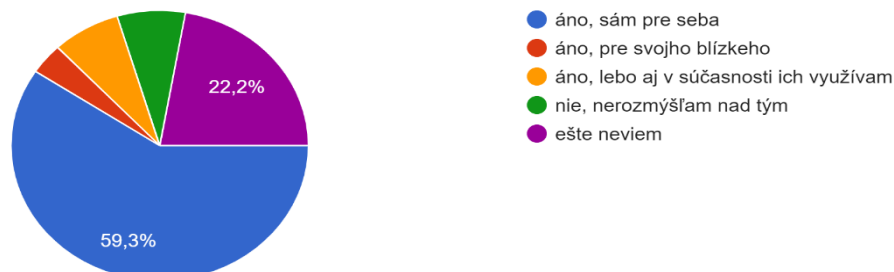 22,2%
59,3%
áno, sám pre seba
áno, pre svojho blízkeho
áno, lebo aj v súčasnosti ich využívam
nie, nerozmýšľam nad tým
ešte neviem